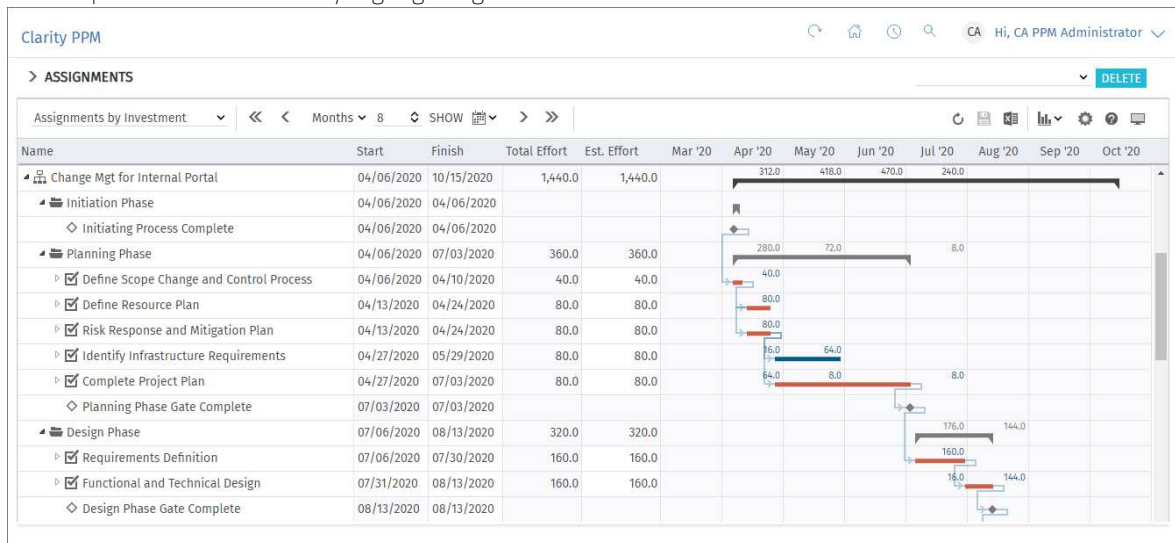 Clarity PPM
CA Hi, CA PPM Administrator
ASSIGNMENTS
DELETE
Assignments by Investment Months 8 SHOW
Name Start Finish Total Effort Est. Effort Mar '20 Apr '20 May '20 Jun '20 Jul '20 Aug '20 Sep '20 Oct '20
Change Mgt for Internal Portal 04/06/2020 10/15/2020 1,440.0 1,440.0 312.0 418.0 470.0 240.0
Initiation Phase 04/06/2020 04/06/2020
Initiating Process Complete 04/06/2020 04/06/2020
Planning Phase 04/06/2020 07/03/2020 360.0 360.0 280.0 72.0 8.0
Define Scope Change and Control Process 04/06/2020 04/10/2020 40.0 40.0 40.0
Define Resource Plan 04/13/2020 04/24/2020 80.0 80.0 80.0
Risk Response and Mitigation Plan 04/13/2020 04/24/2020 80.0 80.0 80.0
Identify Infrastructure Requirements 04/27/2020 05/29/2020 80.0 80.0 16.0 64.0
Complete Project Plan 04/27/2020 07/03/2020 80.0 80.0 64.0 8.0 8.0
Planning Phase Gate Complete 07/03/2020 07/03/2020
Design Phase 07/06/2020 08/13/2020 320.0 320.0 176.0 144.0
Requirements Definition 07/06/2020 07/30/2020 160.0 160.0 160.0
Functional and Technical Design 07/31/2020 08/13/2020 160.0 160.0 16.0 144.0
Design Phase Gate Complete 08/13/2020 08/13/2020